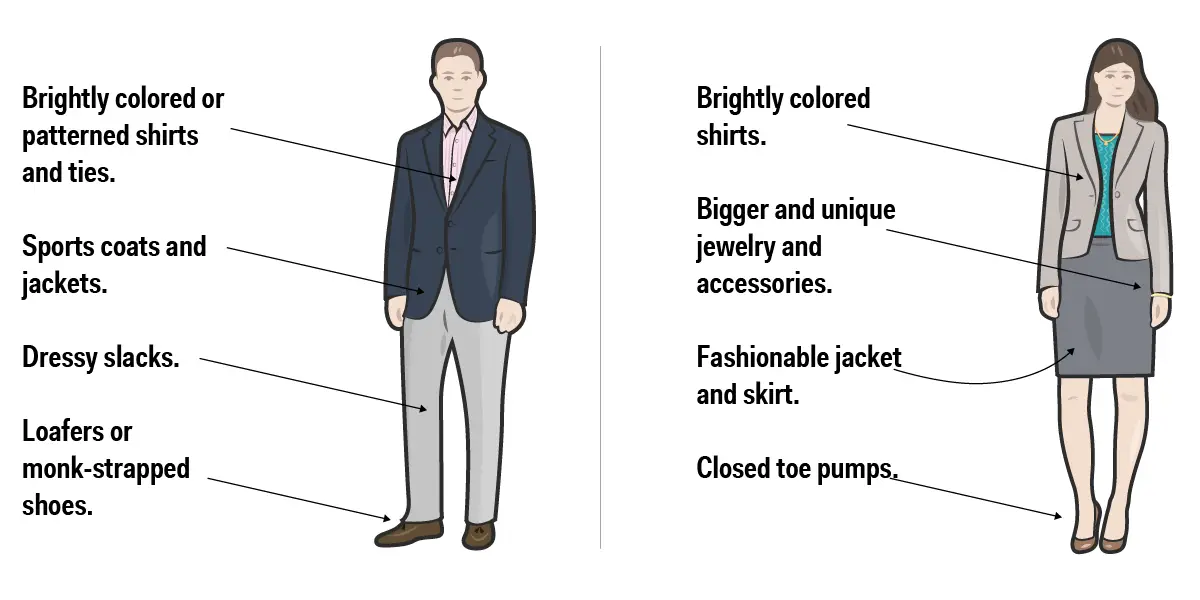 Brightly colored or
patterned shirts
and ties.
Sports coats and
jackets.
Dressy slacks.
Loafers or
monk-strapped
shoes.
Brightly colored
shirts.
Bigger and unique
jewelry and
accessories.
Fashionable jacket
and skirt.
Closed toe pumps.